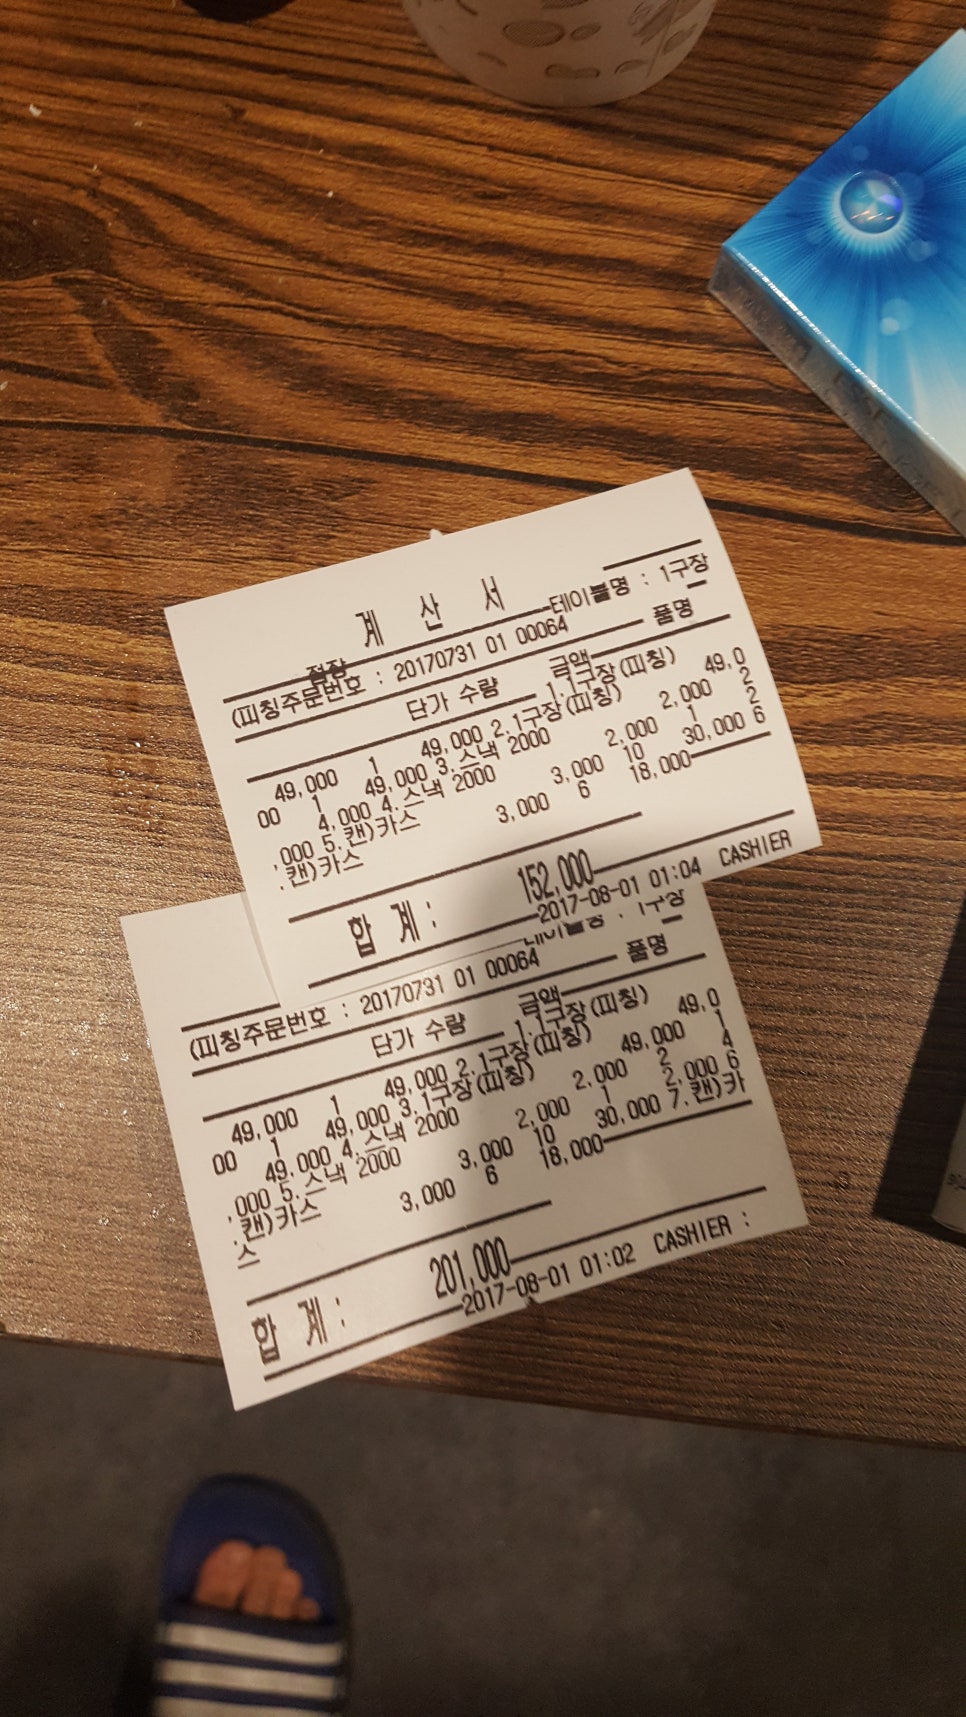 계 산 서
테이블명 : 1구장
(피칭주문번호 : 20170731 01 00064
품명
단가 수량 금액
1.1구장(피칭) 49,0
49,000 1 49,000 2.1구장(피칭) 2,000 2
00 1 49,000 3.스낵 2000 2,000 1 2
4,000 4.스낵 2000 3,000 10 30,000 6
,000 5.캔)카스 3,000 6 18,000
.캔)카스
합 계 : 152,000
2017-08-01 01:04 CASHIER
1구장
(피칭주문번호 : 20170731 01 00064
품명
단가 수량 금액
1.1구장(피칭) 49,0
49,000 1 49,000 2.1구장(피칭) 49,000 1
00 1 49,000 3.1구장(피칭) 2,000 2 4
49,000 4.스낵 2000 2,000 1 2,000 6
,000 5.스낵 2000 3,000 10 30,000 7.캔)카
.캔)카스 3,000 6 18,000
스
합 계 : 201,000
2017-08-01 01:02 CASHIER :